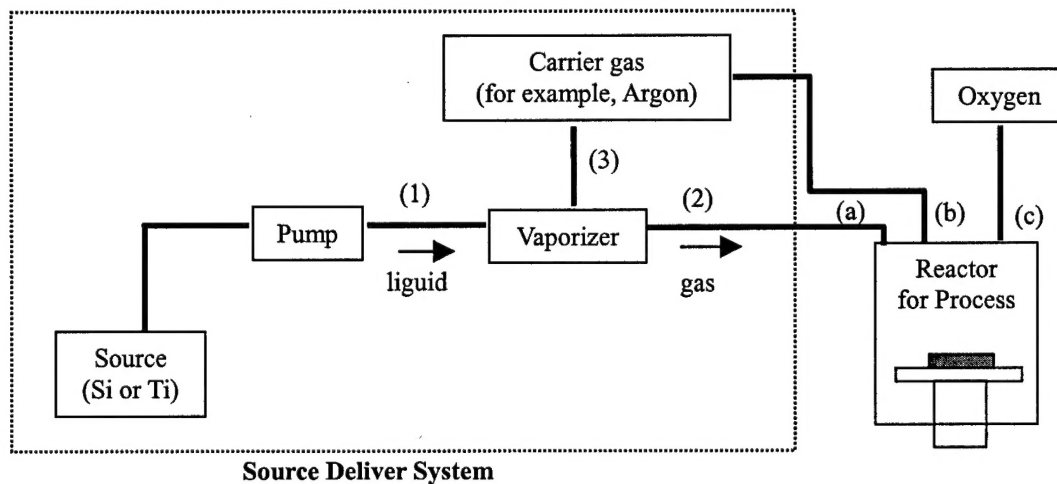 Carrier gas
(for example, Argon)
Oxygen
(3)
(1)
(2)
(a)
(b)
(c)
Pump
Vaporizer
liguid
gas
Reactor
for Process
Source
(Si or Ti)
Source Deliver System